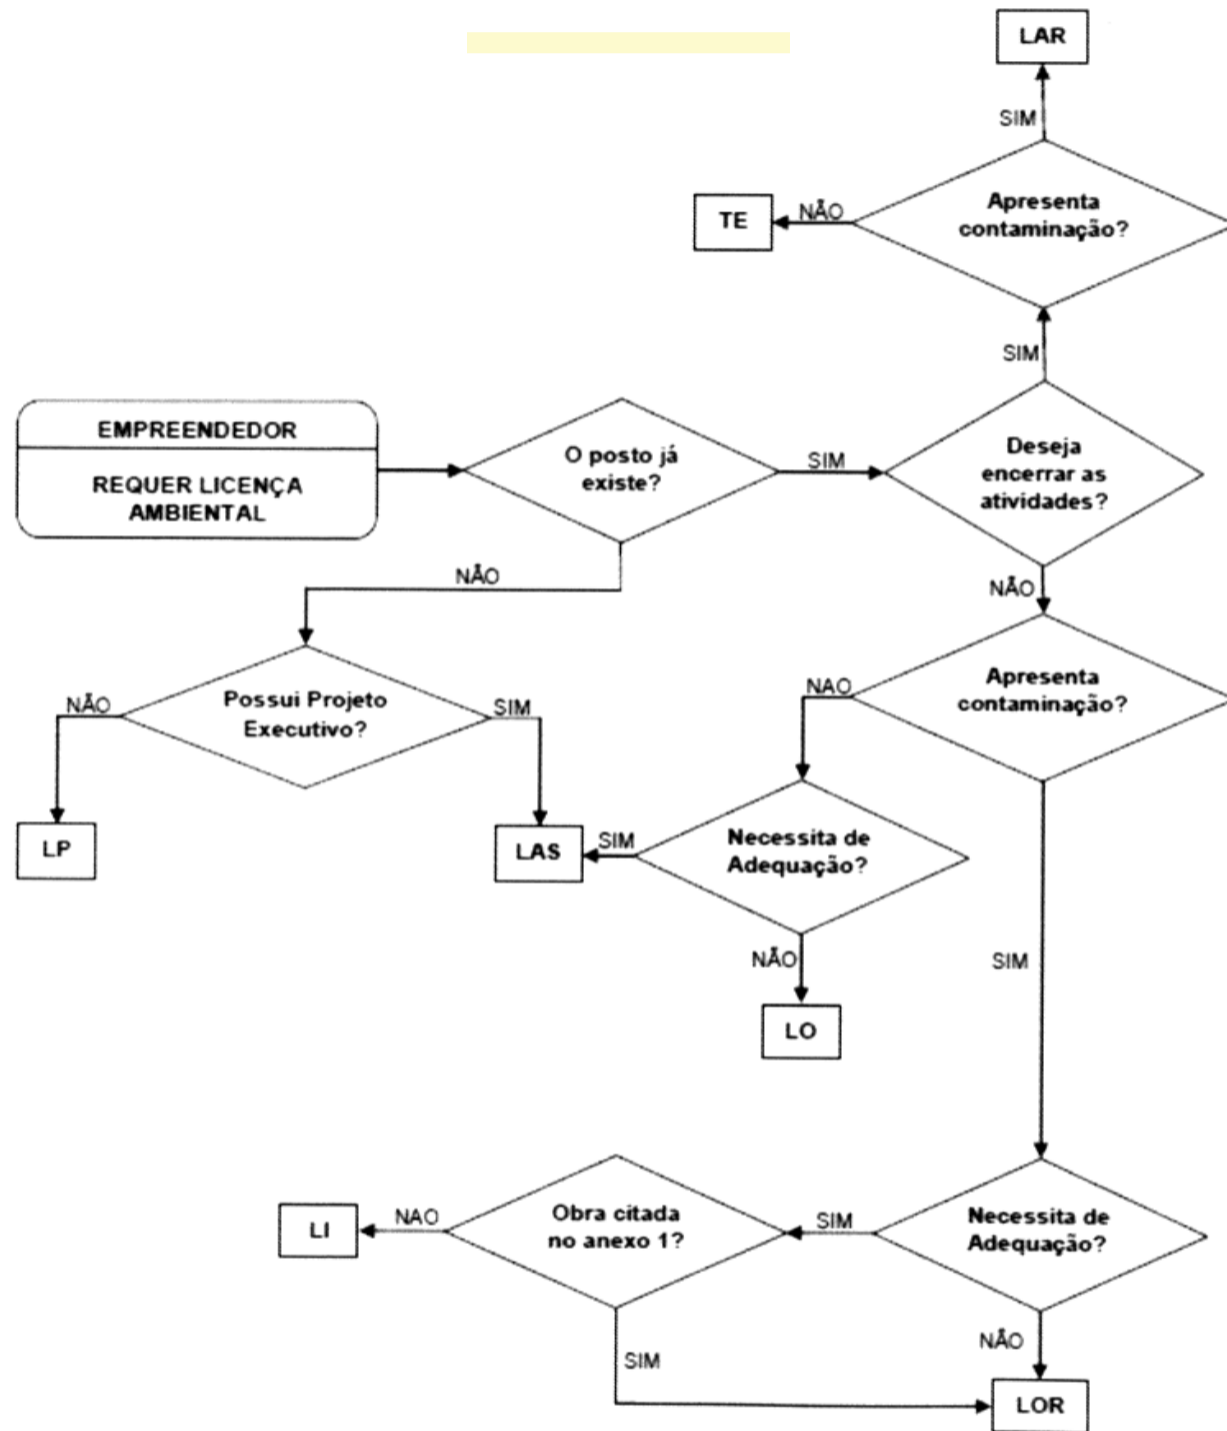 LAR
SIM
Apresenta
contaminação?
NÃO
TE
SIM
EMPREENDEDOR
REQUER LICENÇA
AMBIENTAL
O posto já
existe?
SIM
Deseja
encerrar as
atividades?
NÃO
NÃO
Possui Projeto
Executivo?
NÃO
SIM
LP
LAS
Apresenta
contaminação?
NAO
Necessita de
Adequação?
SIM
NÃO
LO
SIM
Necessita de
Adequação?
SIM
Obra citada
no anexo 1?
NAO
LI
SIM
NÃO
LOR